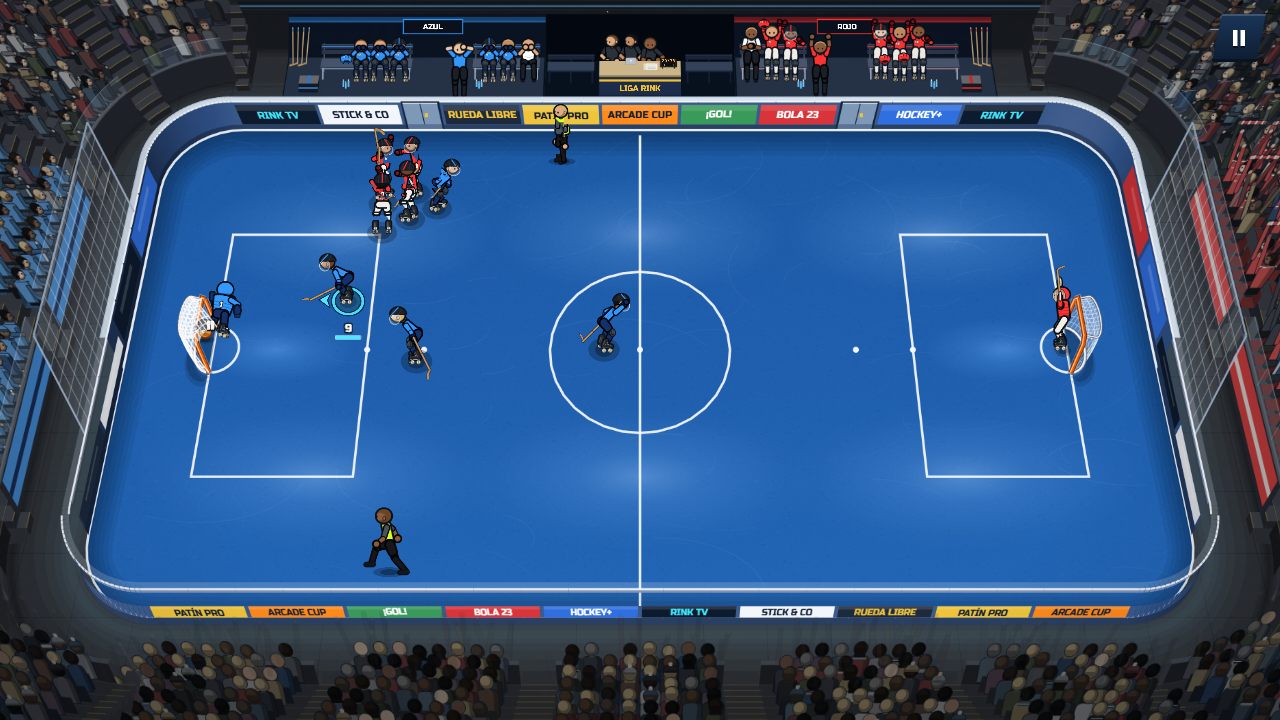 AZUL
ROJO
LIGA RINK
RINK TV
STICK & CO
RUEDA LIBRE
PATÍN PRO
ARCADE CUP
¡GOL!
BOLA 23
HOCKEY+
RINK TV
9
PATÍN PRO
ARCADE CUP
¡GOL!
BOLA 23
HOCKEY+
RINK TV
STICK & CO
RUEDA LIBRE
PATÍN PRO
ARCADE CUP